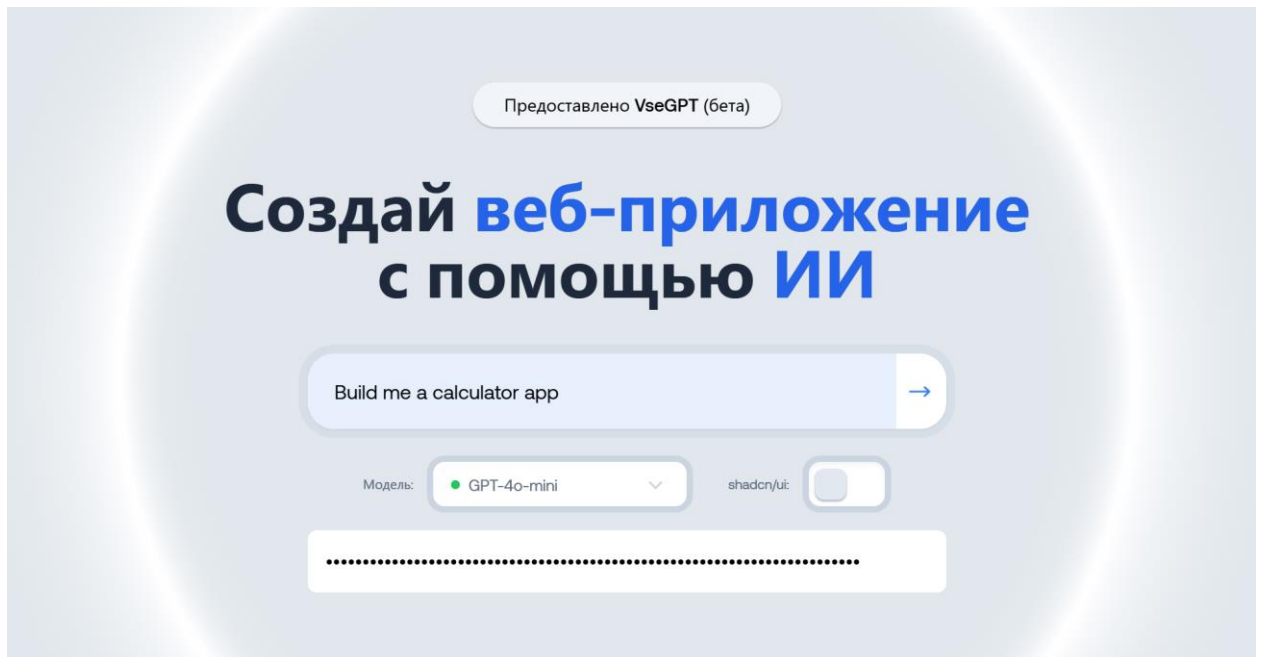 Предоставлено VseGPT (бета)
Создай веб-приложение
с помощью ИИ
Build me a calculator app →
Модель: GPT-4o-mini shadcn/ui:
••••••••••••••••••••••••••••••••••••••••••••••••••••••••••••••••••••••••••